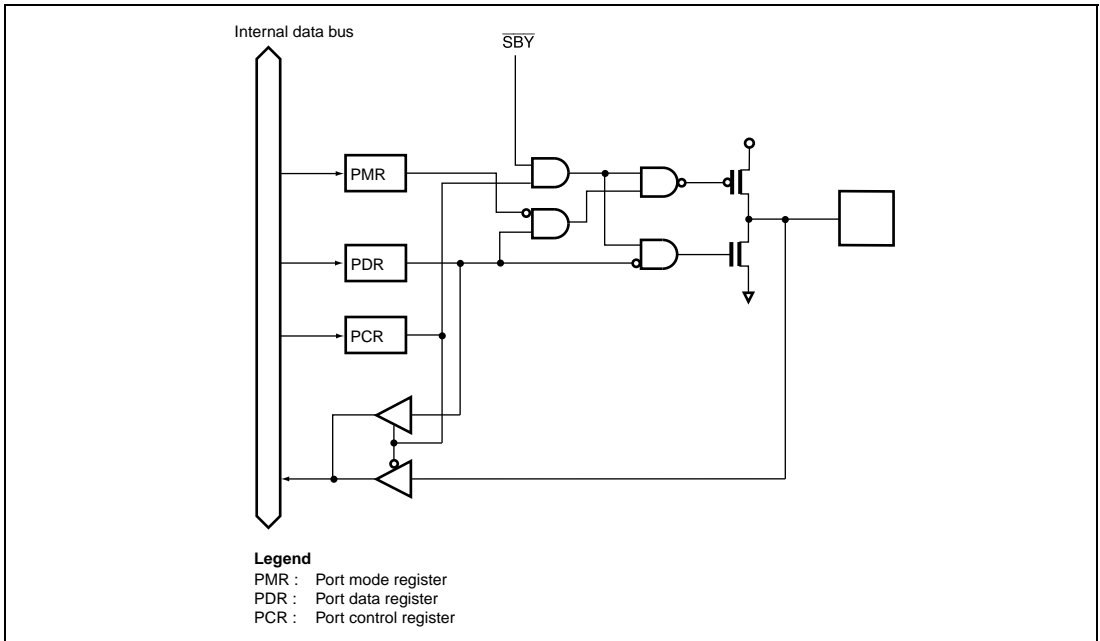 Internal data bus
SBY
PMR
PDR
PCR
Legend
PMR : Port mode register
PDR : Port data register
PCR : Port control register